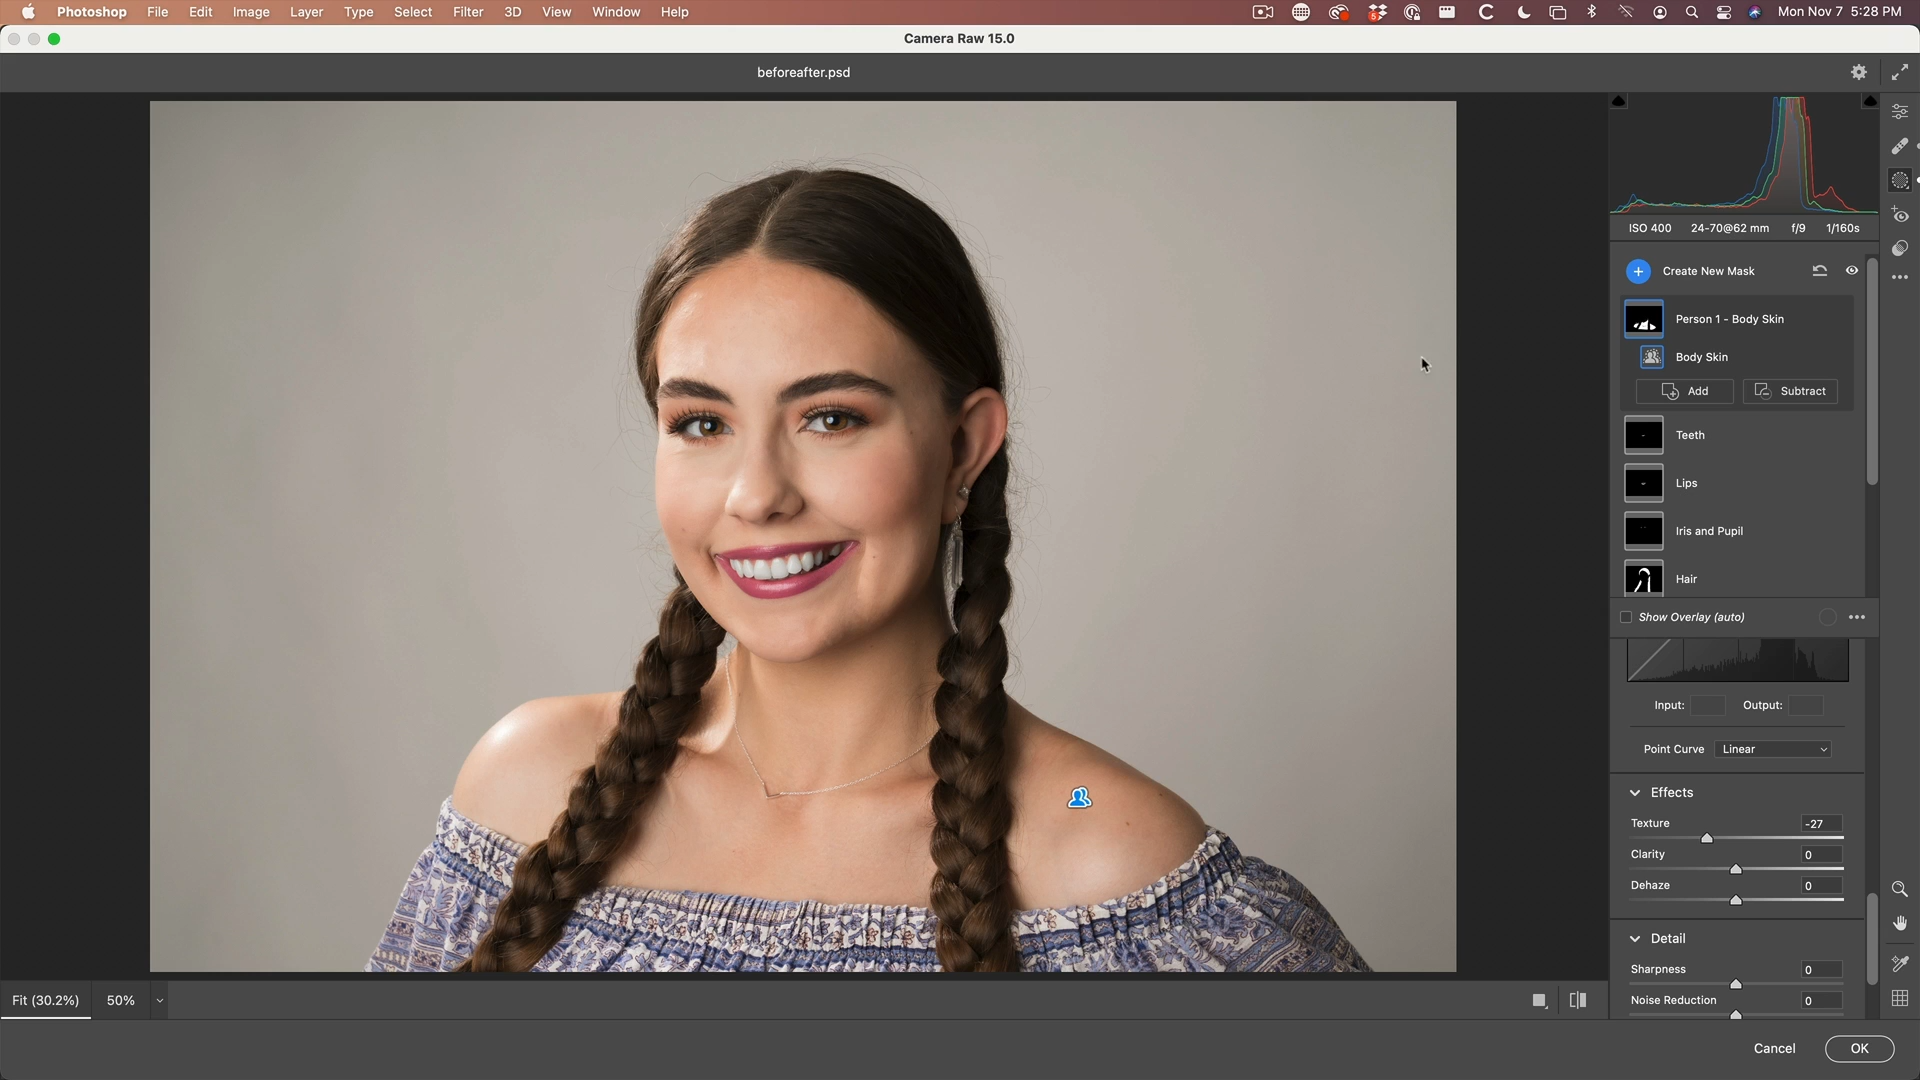 Photoshop File Edit Image Layer Type Select Filter 3D View Window Help Mon Nov 7 5:28 PM
Camera Raw 15.0
beforeafter.psd
ISO 400 24-70@62 mm f/9 1/160s
Create New Mask
Person 1 - Body Skin
Body Skin
Add Subtract
Teeth
Lips
Iris and Pupil
Hair
Show Overlay (auto)
Input: Output:
Point Curve Linear
Effects
Texture -27
Clarity 0
Dehaze 0
Detail
Sharpness 0
Noise Reduction 0
Fit (30.2%) 50%
Cancel OK